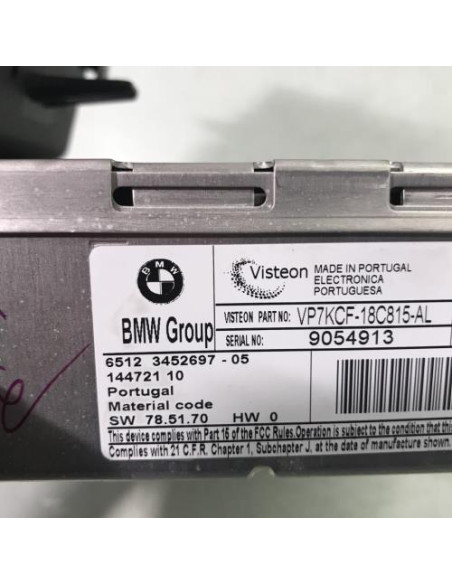 BMW
BMW Group
6512 3452697 - 05
144721 10
Portugal
Material code
SW 78.51.70 HW 0
Visteon
MADE IN PORTUGAL
ELECTRONICA
PORTUGUESA
VISTEON PART NO: VP7KCF-18C815-AL
SERIAL NO: 9054913
This device complies with Part 16 of the FCC Rules.Operation is subject to the condition th
Complies with 21 C.F.R. Chapter 1, Subchapter J, at the date of manufacture shown.